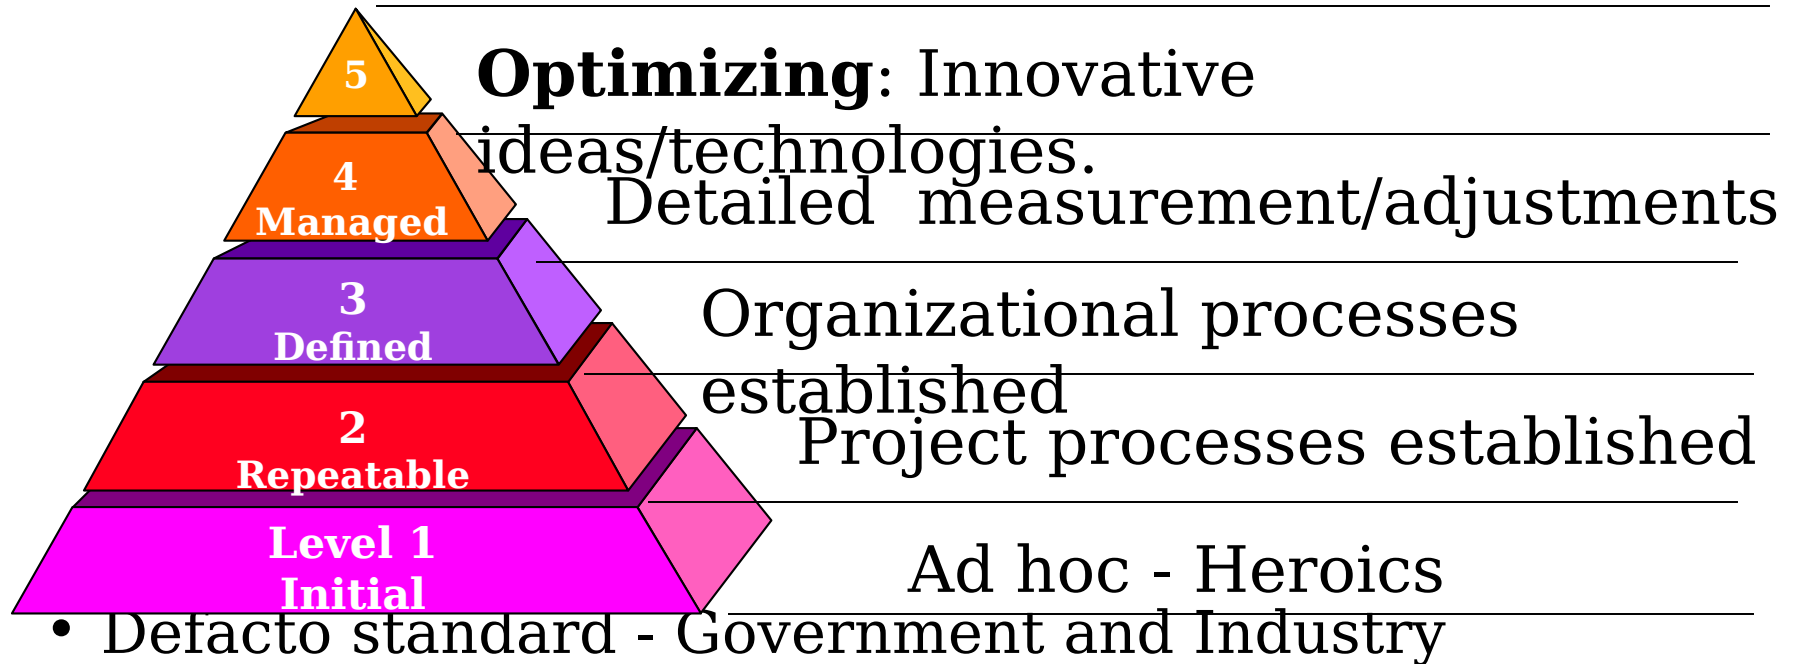 5
Optimizing: Innovative
ideas/technologies.
4
Managed
Detailed  measurement/adjustments
3
Defined
Organizational processes
established
2
Repeatable
Project processes established
Level 1
Initial
Ad hoc - Heroics
• Defacto standard - Government and Industry